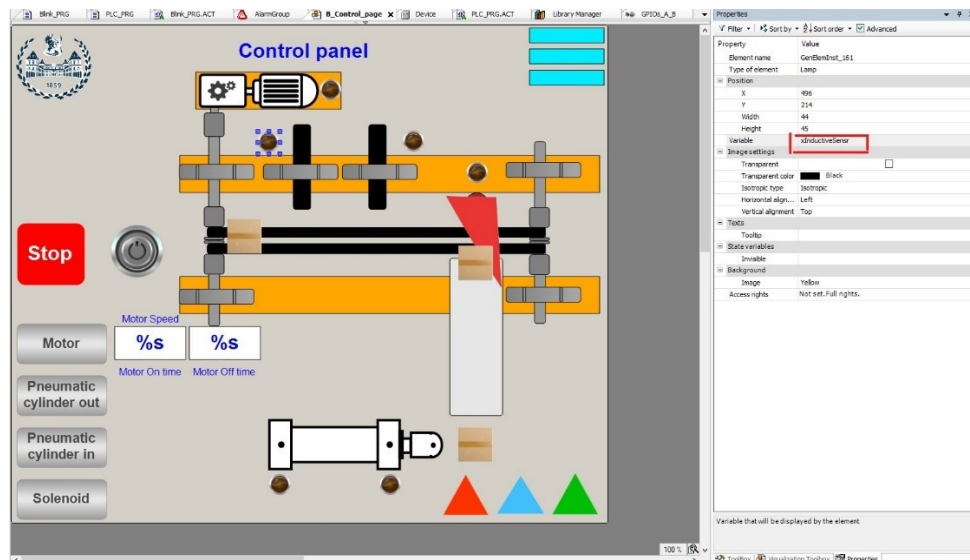 Blink_PRG
PLC_PRG
Blink_PRG.ACT
AlarmGroup
B_Control_page X
Device
PLC_PRG.ACT
Library Manager
GPIOs_A_B
Properties
Filter
Sort by
Sort order
Advanced
Property Value
Element name GenElemInst_161
Type of element Lamp
Position
X 496
Y 214
Width 44
Height 45
Variable xInductiveSensr
Image settings
Transparent
Transparent color Black
Isotropic type Isotropic
Horizontal align... Left
Vertical alignment Top
Texts
Tooltip
State variables
Invisible
Background
Image Yellow
Access rights Not set. Full rights.
1859
Control panel
Stop
Motor Speed
Motor
%s
%s
Motor On time
Motor Off time
Pneumatic
cylinder out
Pneumatic
cylinder in
Solenoid
100 %
Variable that will be displayed by the element
ToolBox
Visualization Toolbox
Properties